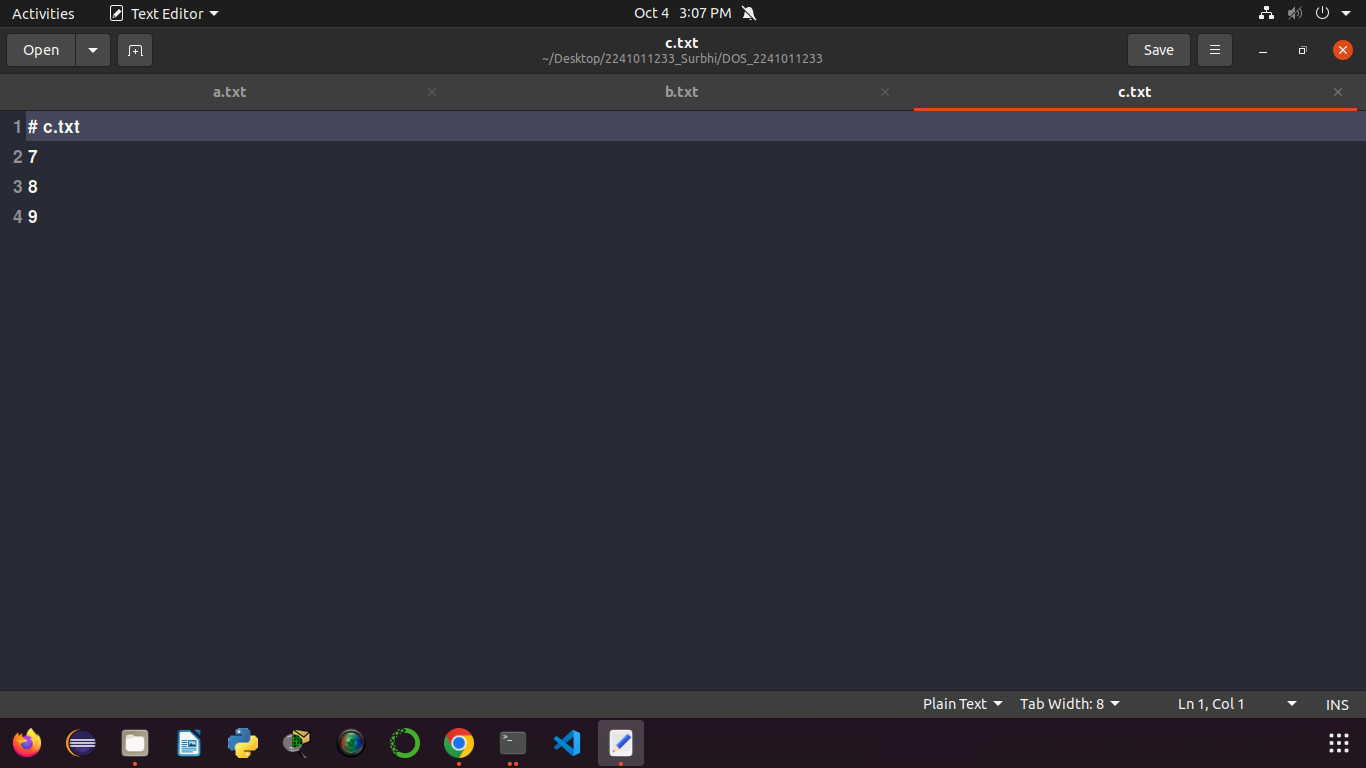 Activities Text Editor Oct 4 3:07 PM
Open c.txt Save
~/Desktop/2241011233_Surbhi/DOS_2241011233
a.txt b.txt c.txt
1 # c.txt
2 7
3 8
4 9
Plain Text Tab Width: 8 Ln 1, Col 1 INS